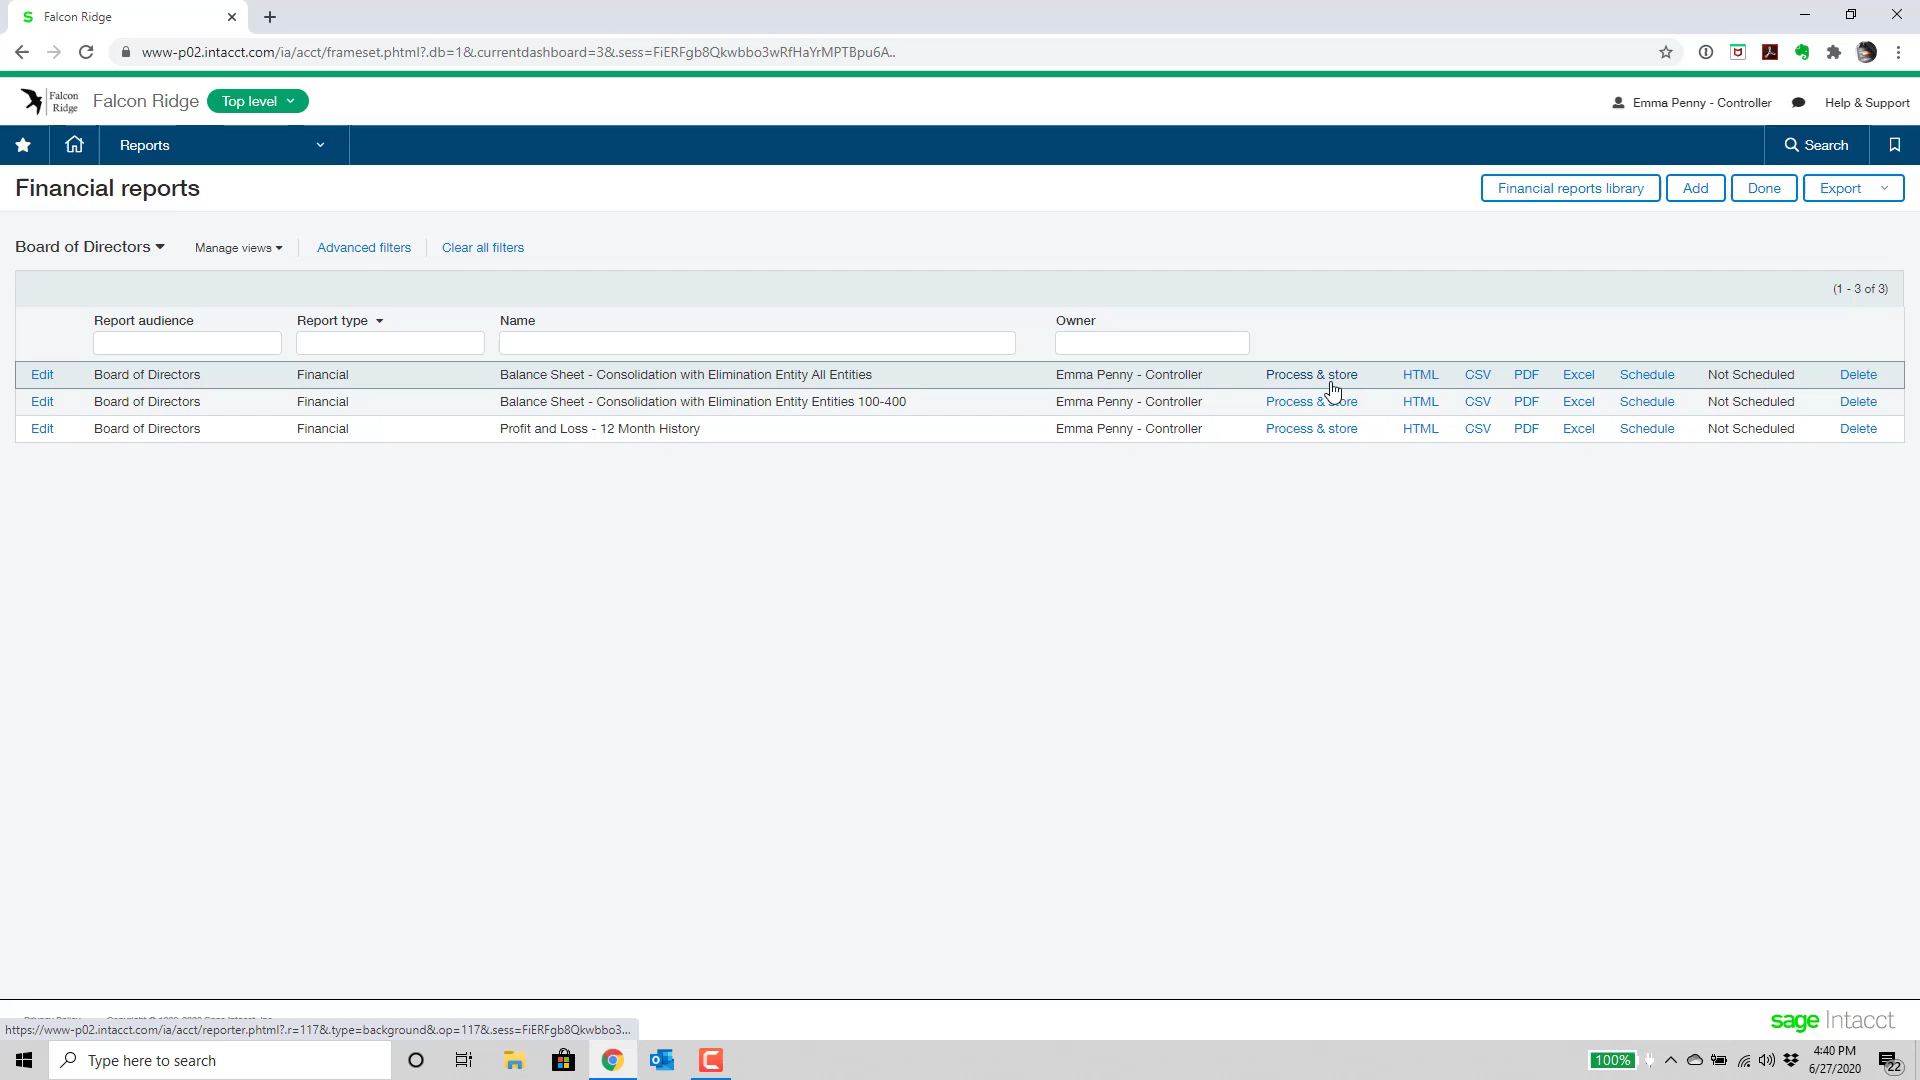 Falcon Ridge
www-p02.intacct.com/ia/acct/frameset.phtml?.db=1&.currentdashboard=3&.sess=FiERFgb8Qkwbbo3wRfHaYrMPTBpu6A..
Falcon Ridge
Falcon Ridge
Top level
Emma Penny - Controller
Help & Support
Reports
Search
Financial reports
Financial reports library
Add
Done
Export
Board of Directors
Manage views
Advanced filters
Clear all filters
(1 - 3 of 3)
Report audience Report type Name Owner
Edit Board of Directors Financial Balance Sheet - Consolidation with Elimination Entity All Entities Emma Penny - Controller Process & store HTML CSV PDF Excel Schedule Not Scheduled Delete
Edit Board of Directors Financial Balance Sheet - Consolidation with Elimination Entity Entities 100-400 Emma Penny - Controller Process & store HTML CSV PDF Excel Schedule Not Scheduled Delete
Edit Board of Directors Financial Profit and Loss - 12 Month History Emma Penny - Controller Process & store HTML CSV PDF Excel Schedule Not Scheduled Delete
https://www-p02.intacct.com/ia/acct/reporter.phtml?.r=117&.type=background&.op=117&.sess=FiERFgb8Qkwbbo3...
sage Intacct
Type here to search
100%
4:40 PM
6/27/2020
22